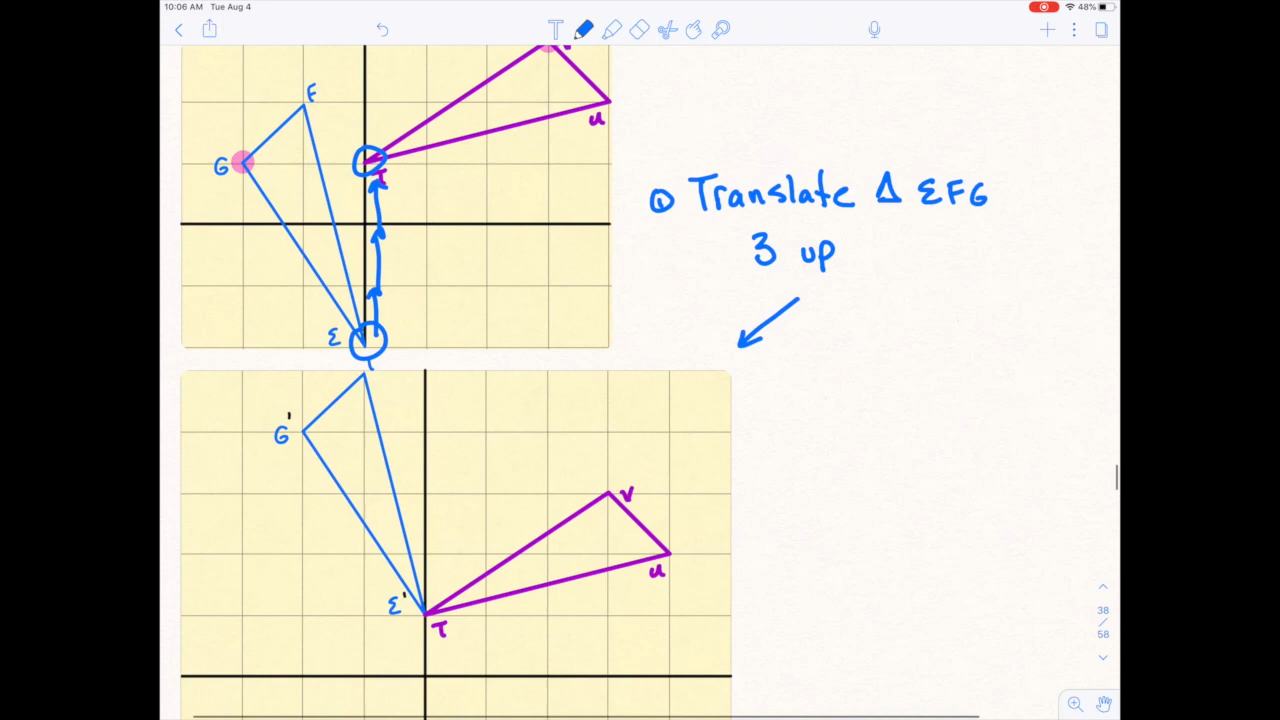 10:06 AM Tue Aug 4
48%
T
F
G
U
T
① Translate Δ EFG
3 up
E
G'
V
U
E'
T
38
/
58